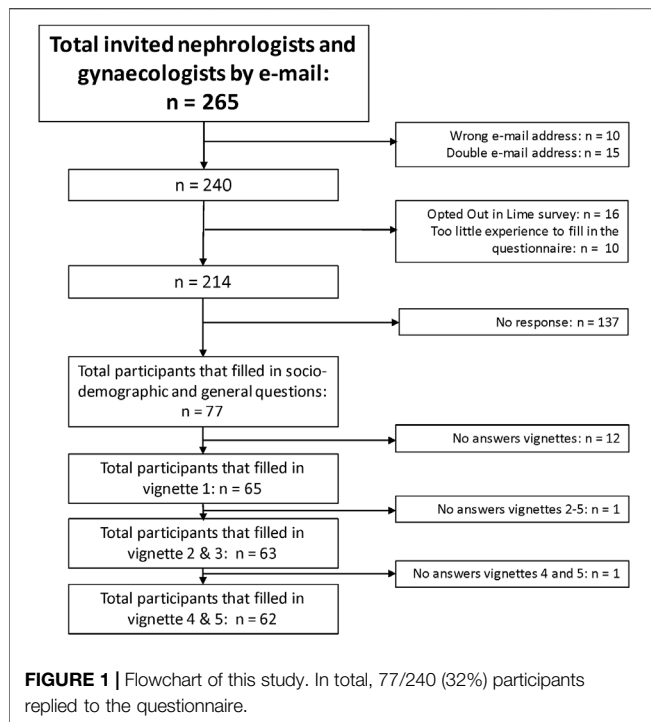 Total invited nephrologists and
gynaecologists by e-mail:
n = 265
Wrong e-mail address: n = 10
Double e-mail address: n = 15
n = 240
Opted Out in Lime survey: n = 16
Too little experience to fill in the
questionnaire: n = 10
n = 214
No response: n = 137
Total participants that filled in socio-
demographic and general questions:
n = 77
No answers vignettes: n = 12
Total participants that filled in
vignette 1: n = 65
No answers vignettes 2-5: n = 1
Total participants that filled in
vignette 2 & 3: n = 63
No answers vignettes 4 and 5: n = 1
Total participants that filled in
vignette 4 & 5: n = 62
FIGURE 1 | Flowchart of this study. In total, 77/240 (32%) participants
replied to the questionnaire.